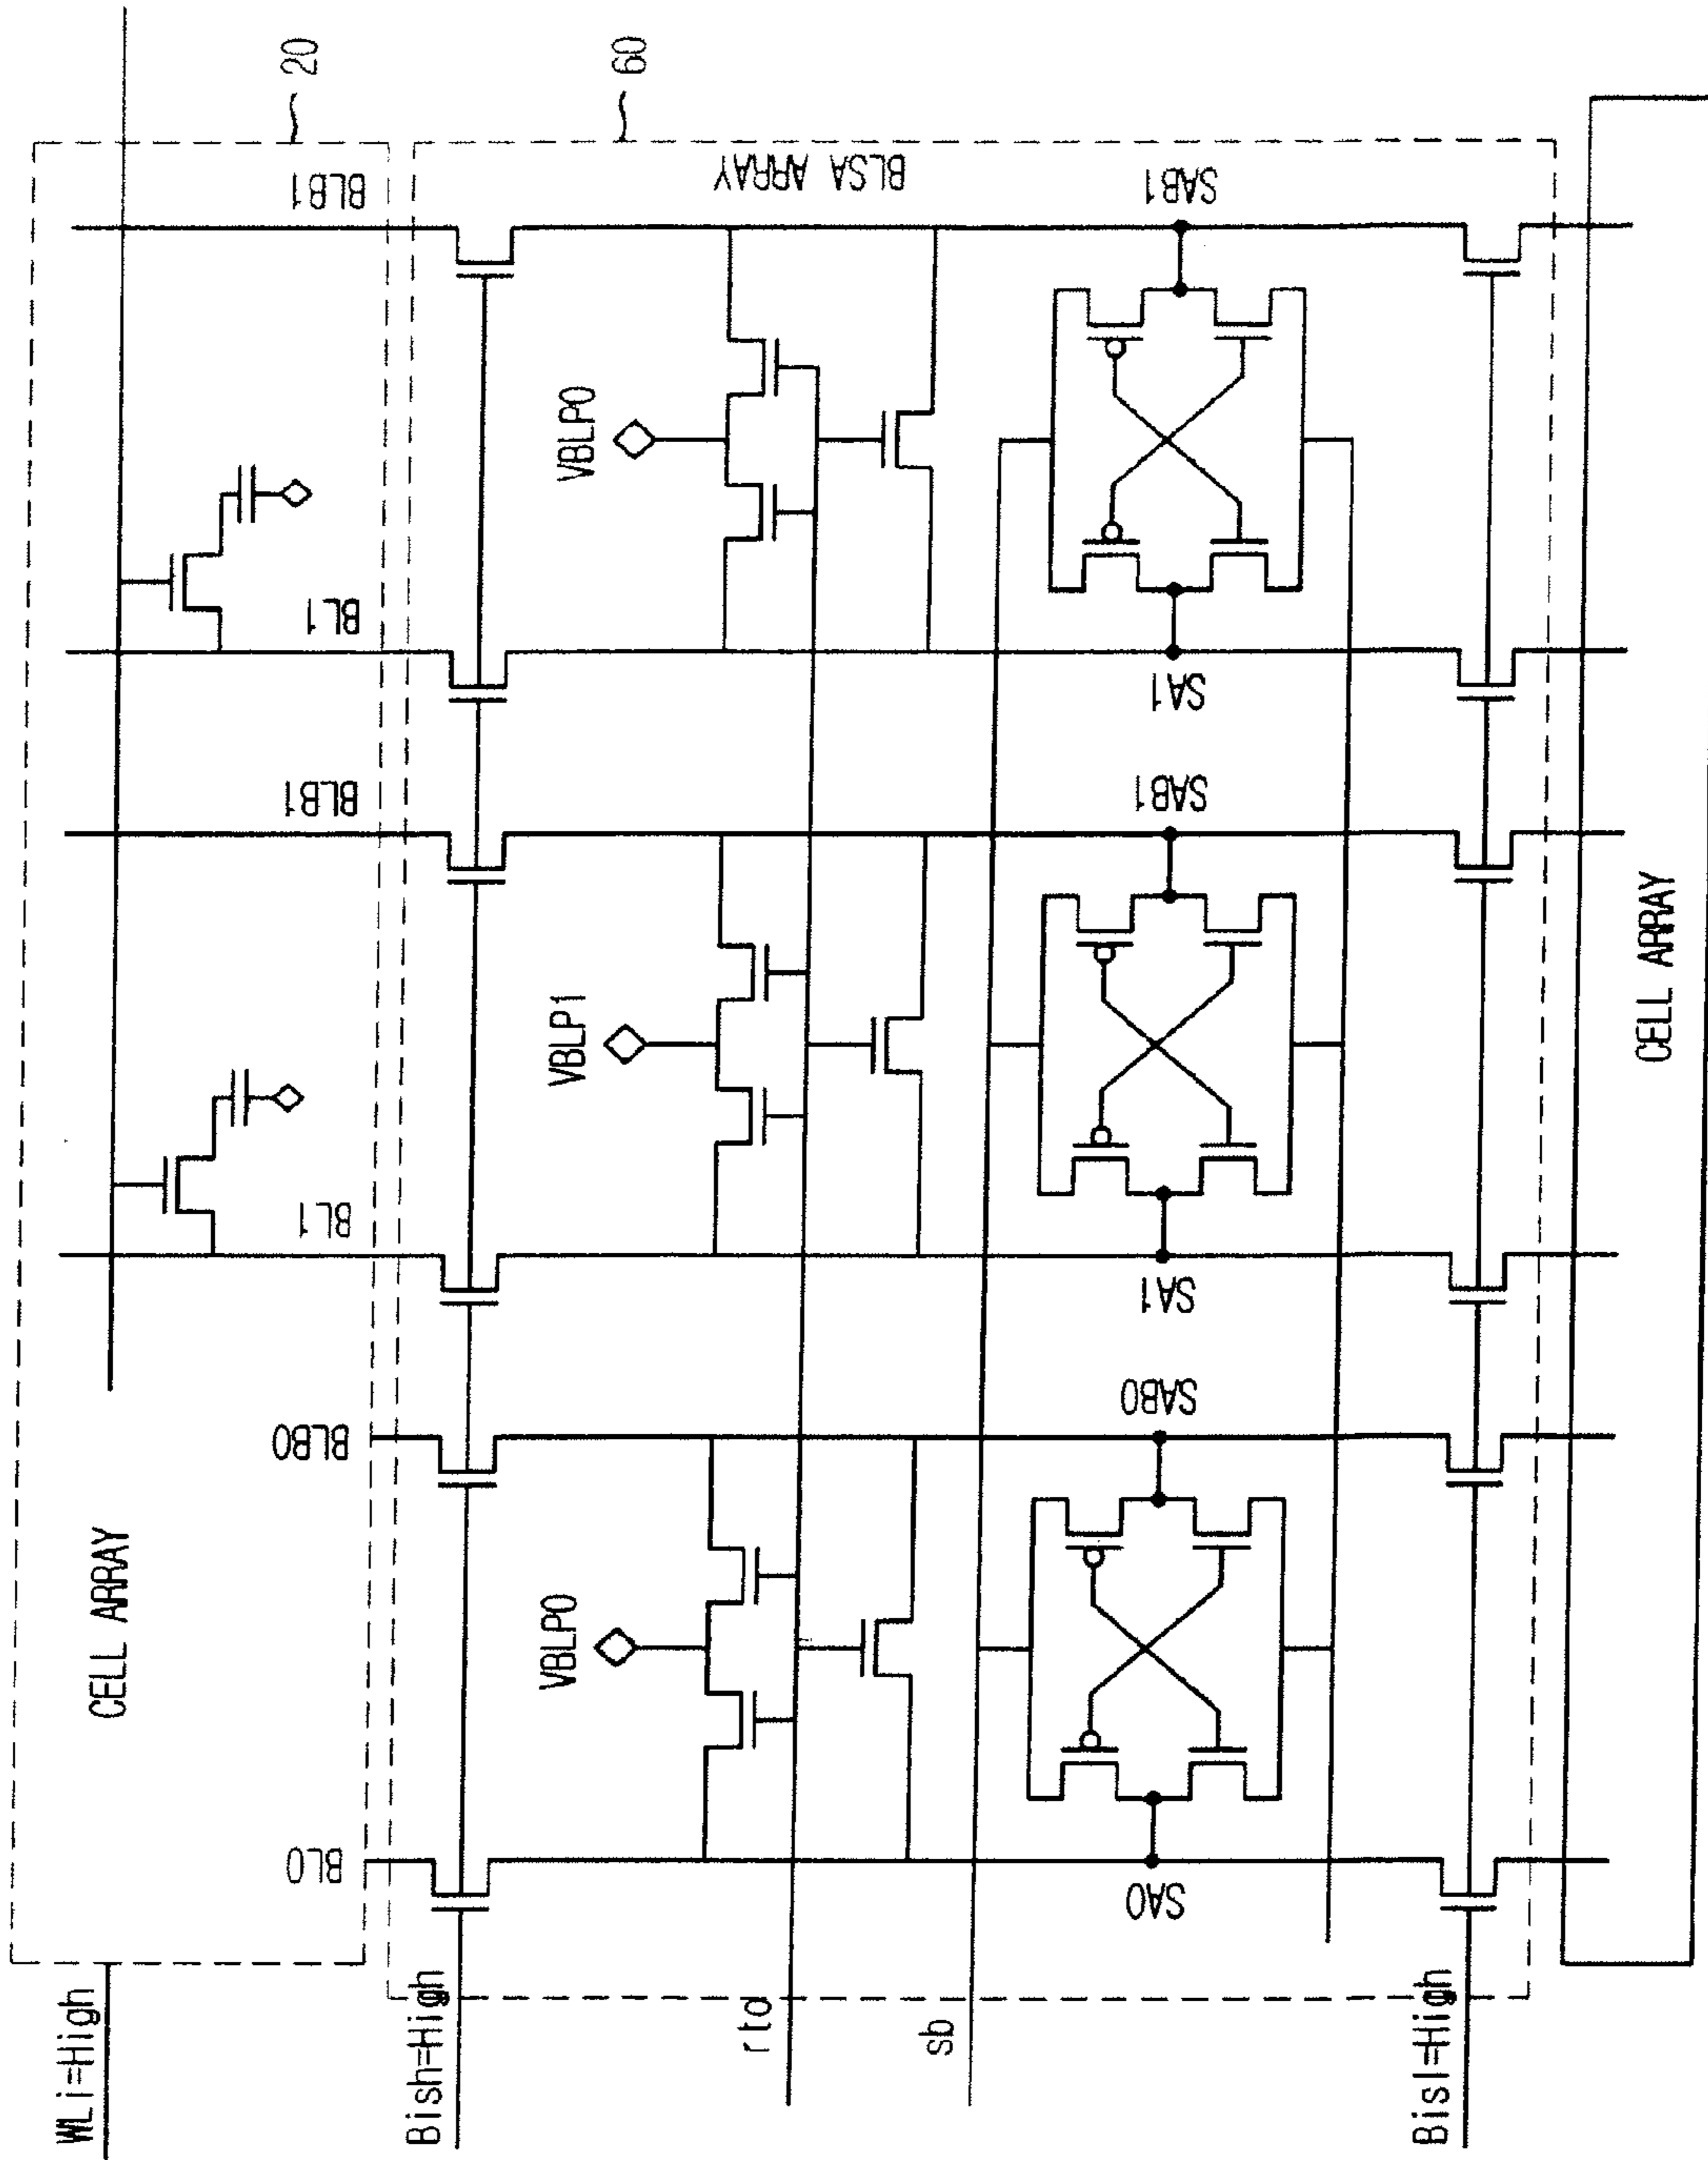 WLi=High
CELL ARRAY
20
BL0
BLB0
BL1
BLB1
BL1
BLB1
Bish=High
60
BLSA ARRAY
VBLP0
VBLP1
VBLP0
rto
sb
SA0
SAB0
SA1
SAB1
SA1
SAB1
Bisl=High
CELL ARRAY